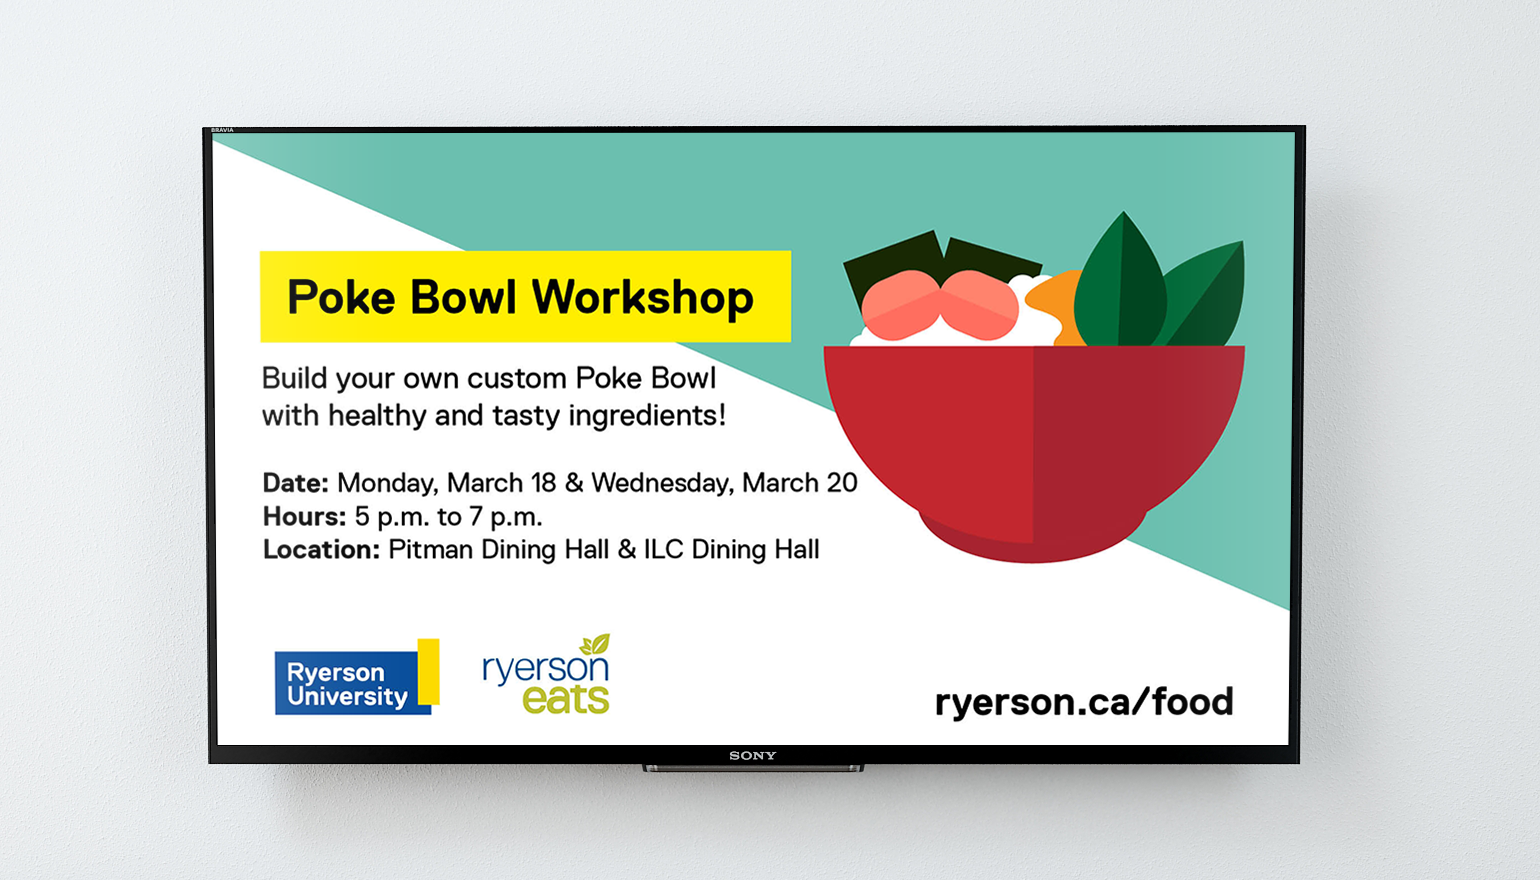 BRAVIA
Poke Bowl Workshop
Build your own custom Poke Bowl
with healthy and tasty ingredients!
Date: Monday, March 18 & Wednesday, March 20
Hours: 5 p.m. to 7 p.m.
Location: Pitman Dining Hall & ILC Dining Hall
Ryerson
University
ryerson
eats
ryerson.ca/food
SONY